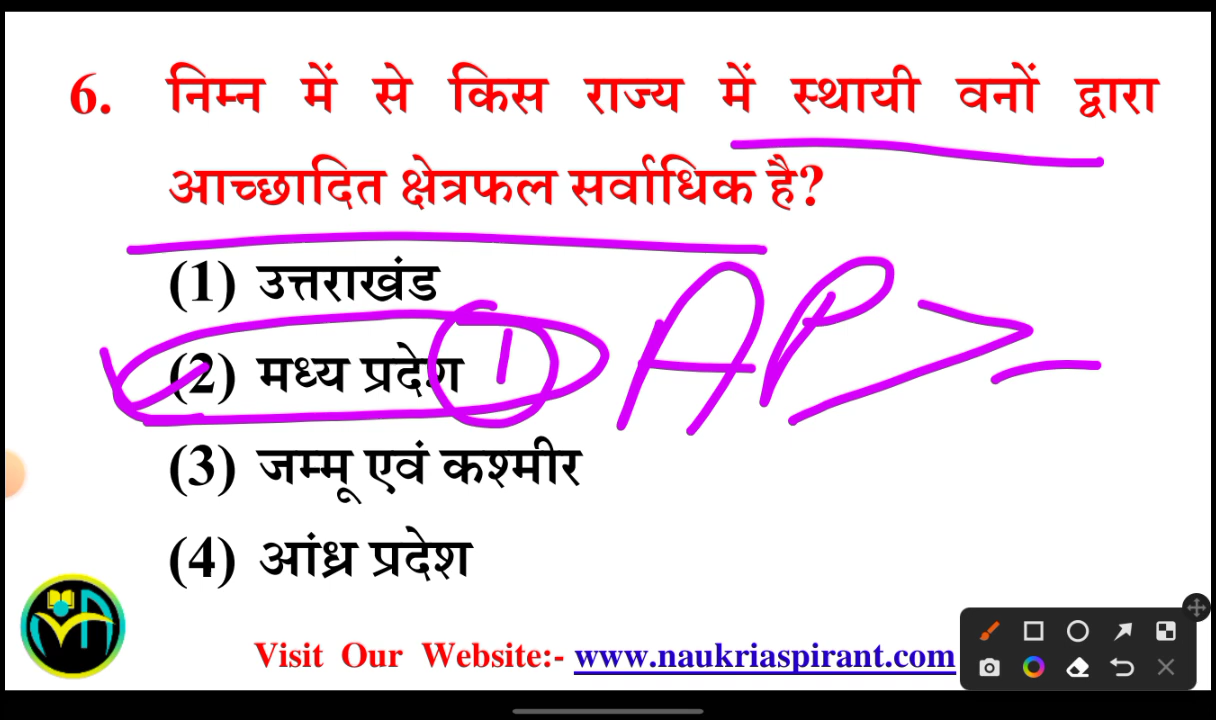 6. निम्न में से किस राज्य में स्थायी वनों द्वारा
आच्छादित क्षेत्रफल सर्वाधिक है?
(1) उत्तराखंड
(2) मध्य प्रदेश 1 AP >-
(3) जम्मू एवं कश्मीर
(4) आंध्र प्रदेश
Visit Our Website:- www.naukriaspirant.com